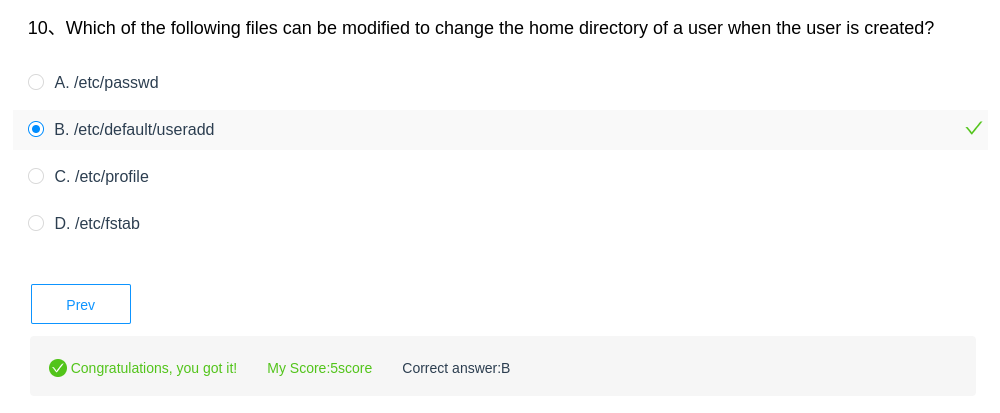 10、Which of the following files can be modified to change the home directory of a user when the user is created?
A. /etc/passwd
B. /etc/default/useradd
C. /etc/profile
D. /etc/fstab
Prev
Congratulations, you got it! My Score:5score Correct answer:B